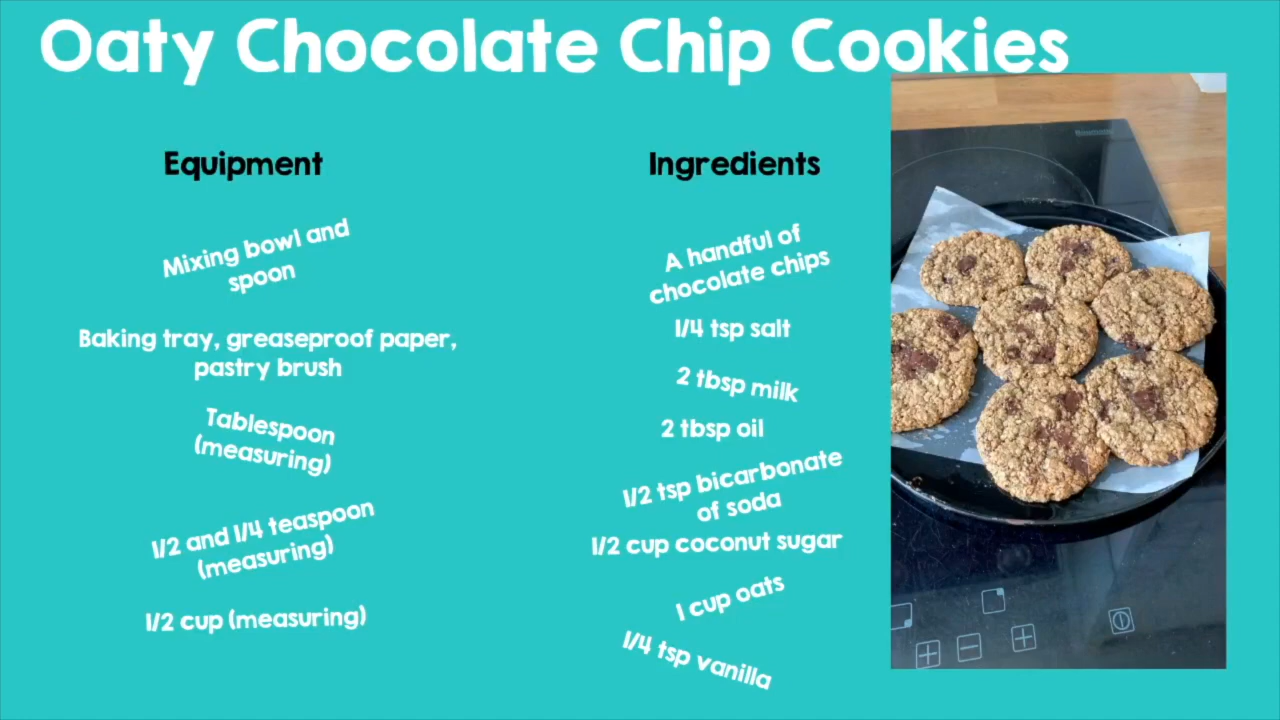 Oaty Chocolate Chip Cookies
Equipment
Mixing bowl and
spoon
Baking tray, greaseproof paper,
pastry brush
Tablespoon
(measuring)
1/2 and 1/4 teaspoon
(measuring)
1/2 cup (measuring)
Ingredients
A handful of
chocolate chips
1/4 tsp salt
2 tbsp milk
2 tbsp oil
1/2 tsp bicarbonate
of soda
1/2 cup coconut sugar
1 cup oats
1/4 tsp vanilla